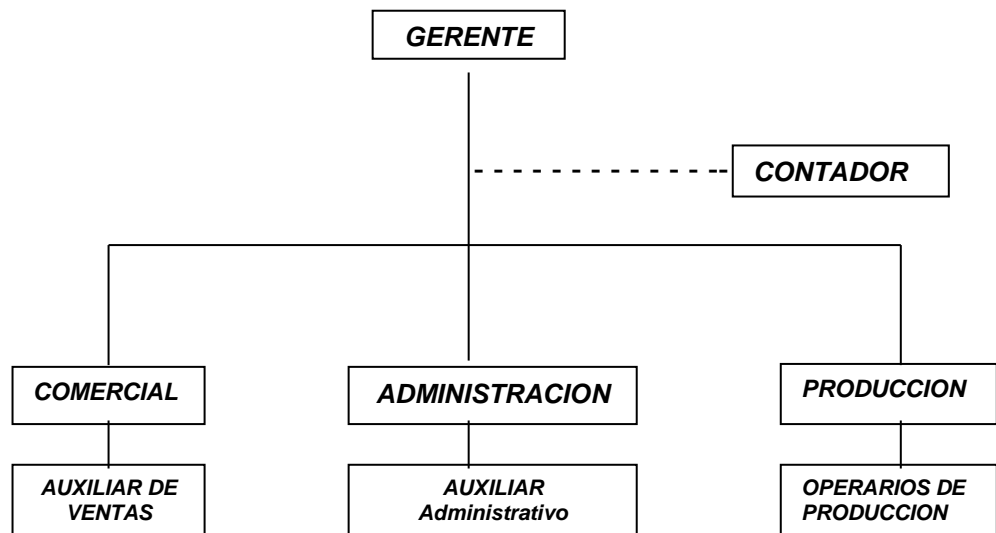 GERENTE
CONTADOR
COMERCIAL
ADMINISTRACION
PRODUCCION
AUXILIAR DE
VENTAS
AUXILIAR
Administrativo
OPERARIOS DE
PRODUCCION